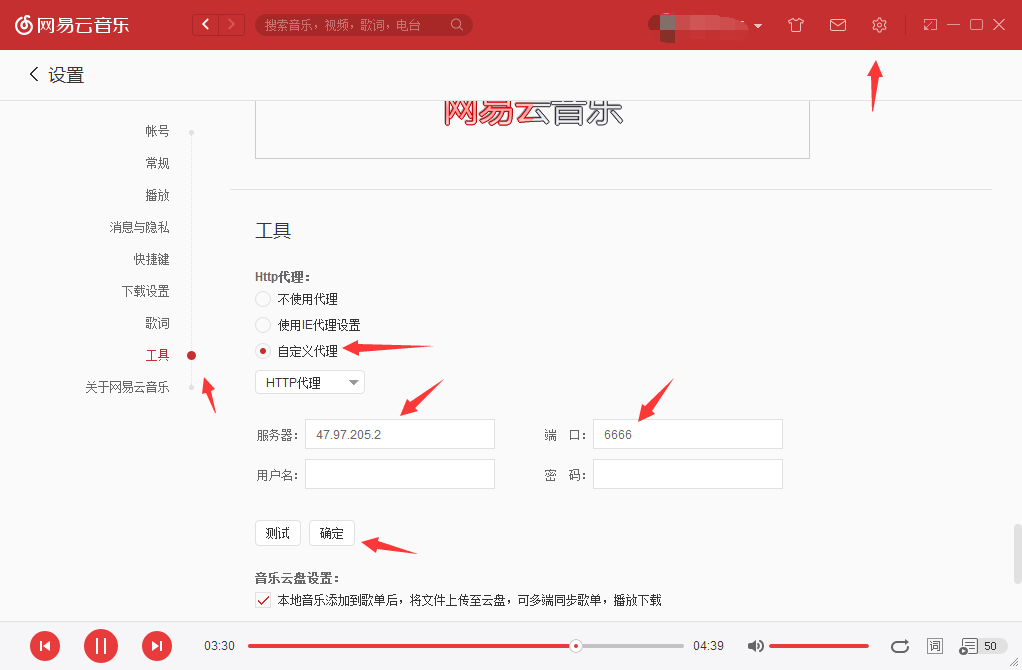 网易云音乐
搜索音乐，视频，歌词，电台
设置
网易云音乐
帐号
常规
播放
消息与隐私
快捷键
下载设置
歌词
工具
关于网易云音乐
工具
Http代理：
不使用代理
使用IE代理设置
自定义代理
HTTP代理
服务器： 47.97.205.2 端 口： 6666
用户名： 密 码：
测试 确定
音乐云盘设置：
本地音乐添加到歌单后，将文件上传至云盘，可多端同步歌单，播放下载
03:30 04:39 词 50